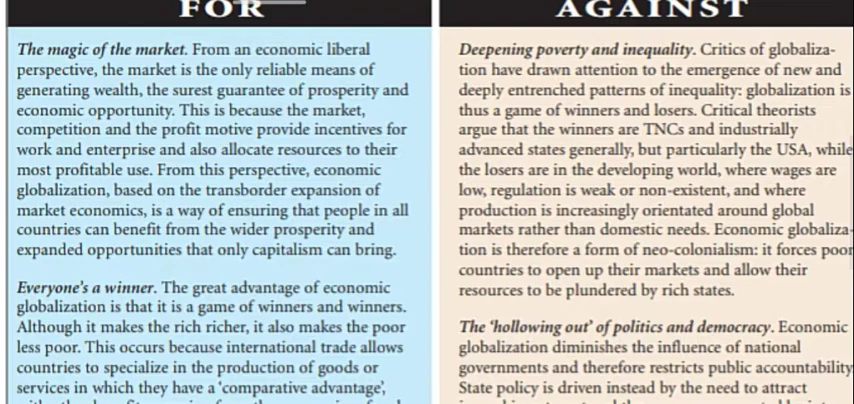 FOR
The magic of the market. From an economic liberal
perspective, the market is the only reliable means of
generating wealth, the surest guarantee of prosperity and
economic opportunity. This is because the market,
competition and the profit motive provide incentives for
work and enterprise and also allocate resources to their
most profitable use. From this perspective, economic
globalization, based on the transborder expansion of
market economics, is a way of ensuring that people in all
countries can benefit from the wider prosperity and
expanded opportunities that only capitalism can bring.
Everyone's a winner. The great advantage of economic
globalization is that it is a game of winners and winners.
Although it makes the rich richer, it also makes the poor
less poor. This occurs because international trade allows
countries to specialize in the production of goods or
services in which they have a 'comparative advantage',
AGAINST
Deepening poverty and inequality. Critics of globaliza-
tion have drawn attention to the emergence of new and
deeply entrenched patterns of inequality: globalization is
thus a game of winners and losers. Critical theorists
argue that the winners are TNCs and industrially
advanced states generally, but particularly the USA, while
the losers are in the developing world, where wages are
low, regulation is weak or non-existent, and where
production is increasingly orientated around global
markets rather than domestic needs. Economic globaliza-
tion is therefore a form of neo-colonialism: it forces poor
countries to open up their markets and allow their
resources to be plundered by rich states.
The 'hollowing out' of politics and democracy. Economic
globalization diminishes the influence of national
governments and therefore restricts public accountability
State policy is driven instead by the need to attract